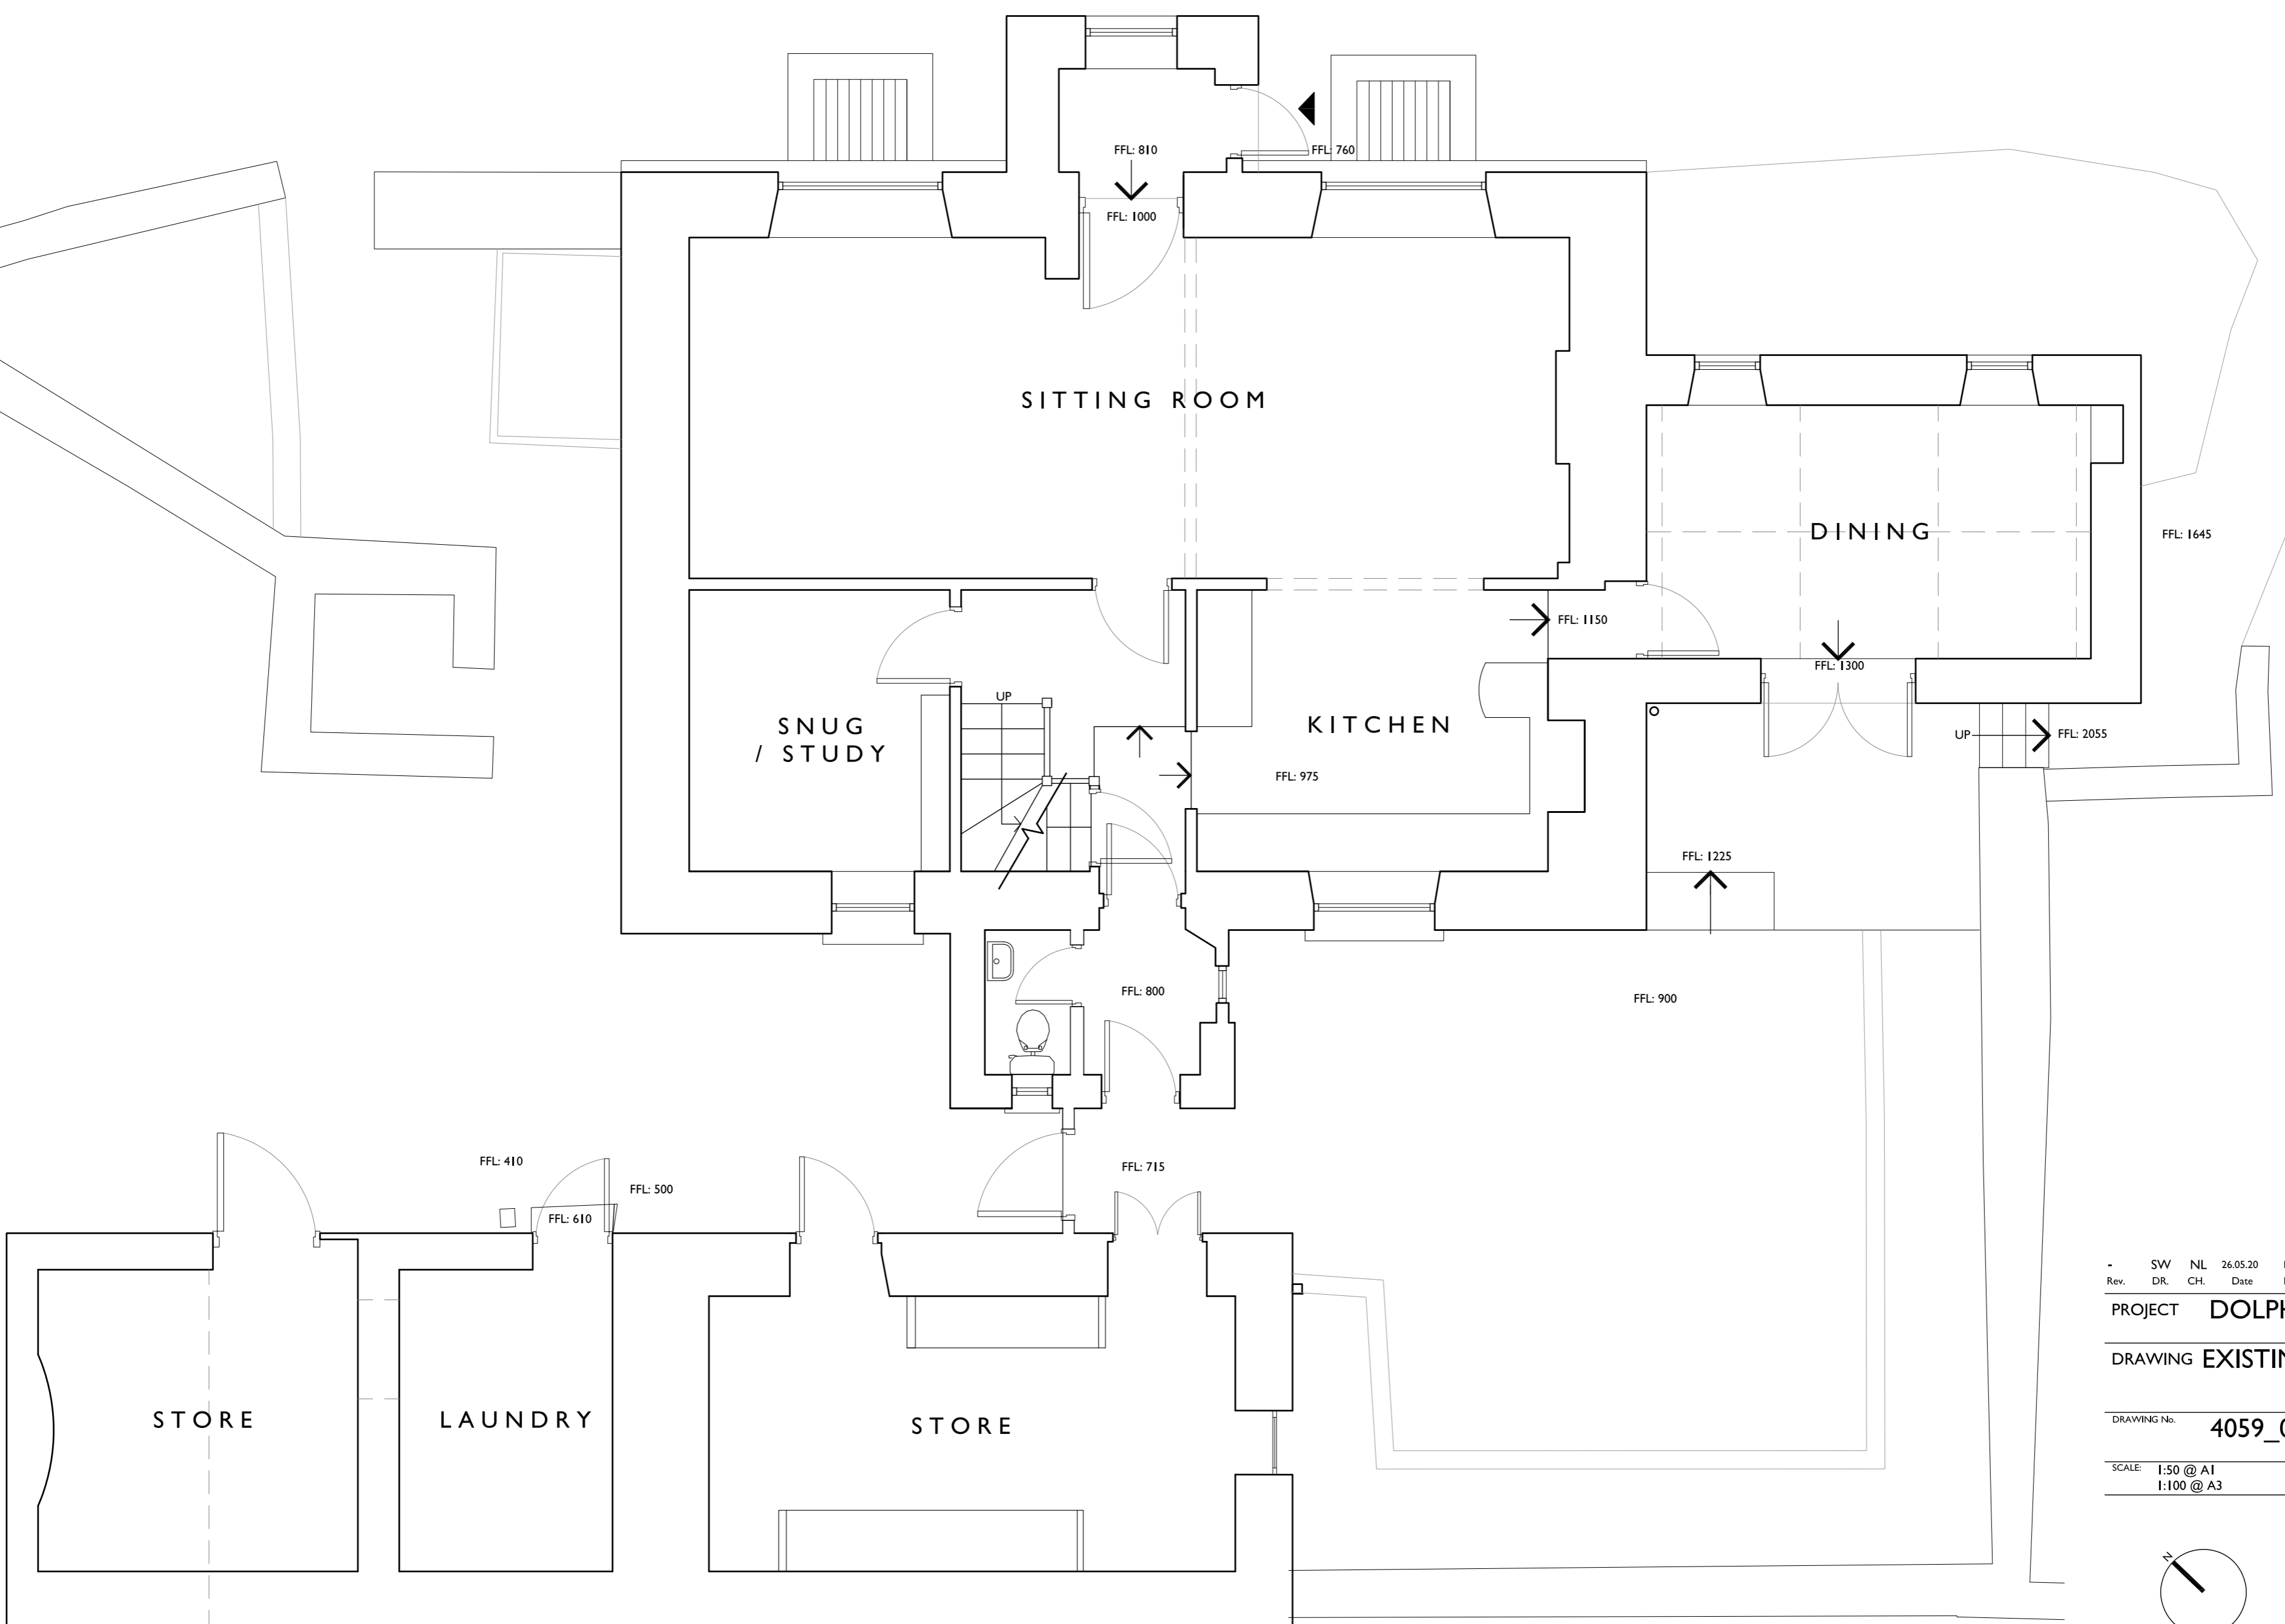 FFL: 810
FFL: 760
FFL: 1000
SITTING ROOM
DINING
FFL: 1645
FFL: 1150
FFL: 1300
UP
SNUG
/ STUDY
KITCHEN
UP
FFL: 2055
FFL: 975
FFL: 1225
FFL: 800
FFL: 900
FFL: 410
FFL: 715
FFL: 500
FFL: 610
STORE
LAUNDRY
STORE
- SW NL 26.05.20
Rev. DR. CH. Date
PROJECT DOLPH
DRAWING EXISTIN
DRAWING No. 4059_0
SCALE: 1:50 @ A1
1:100 @ A3
N